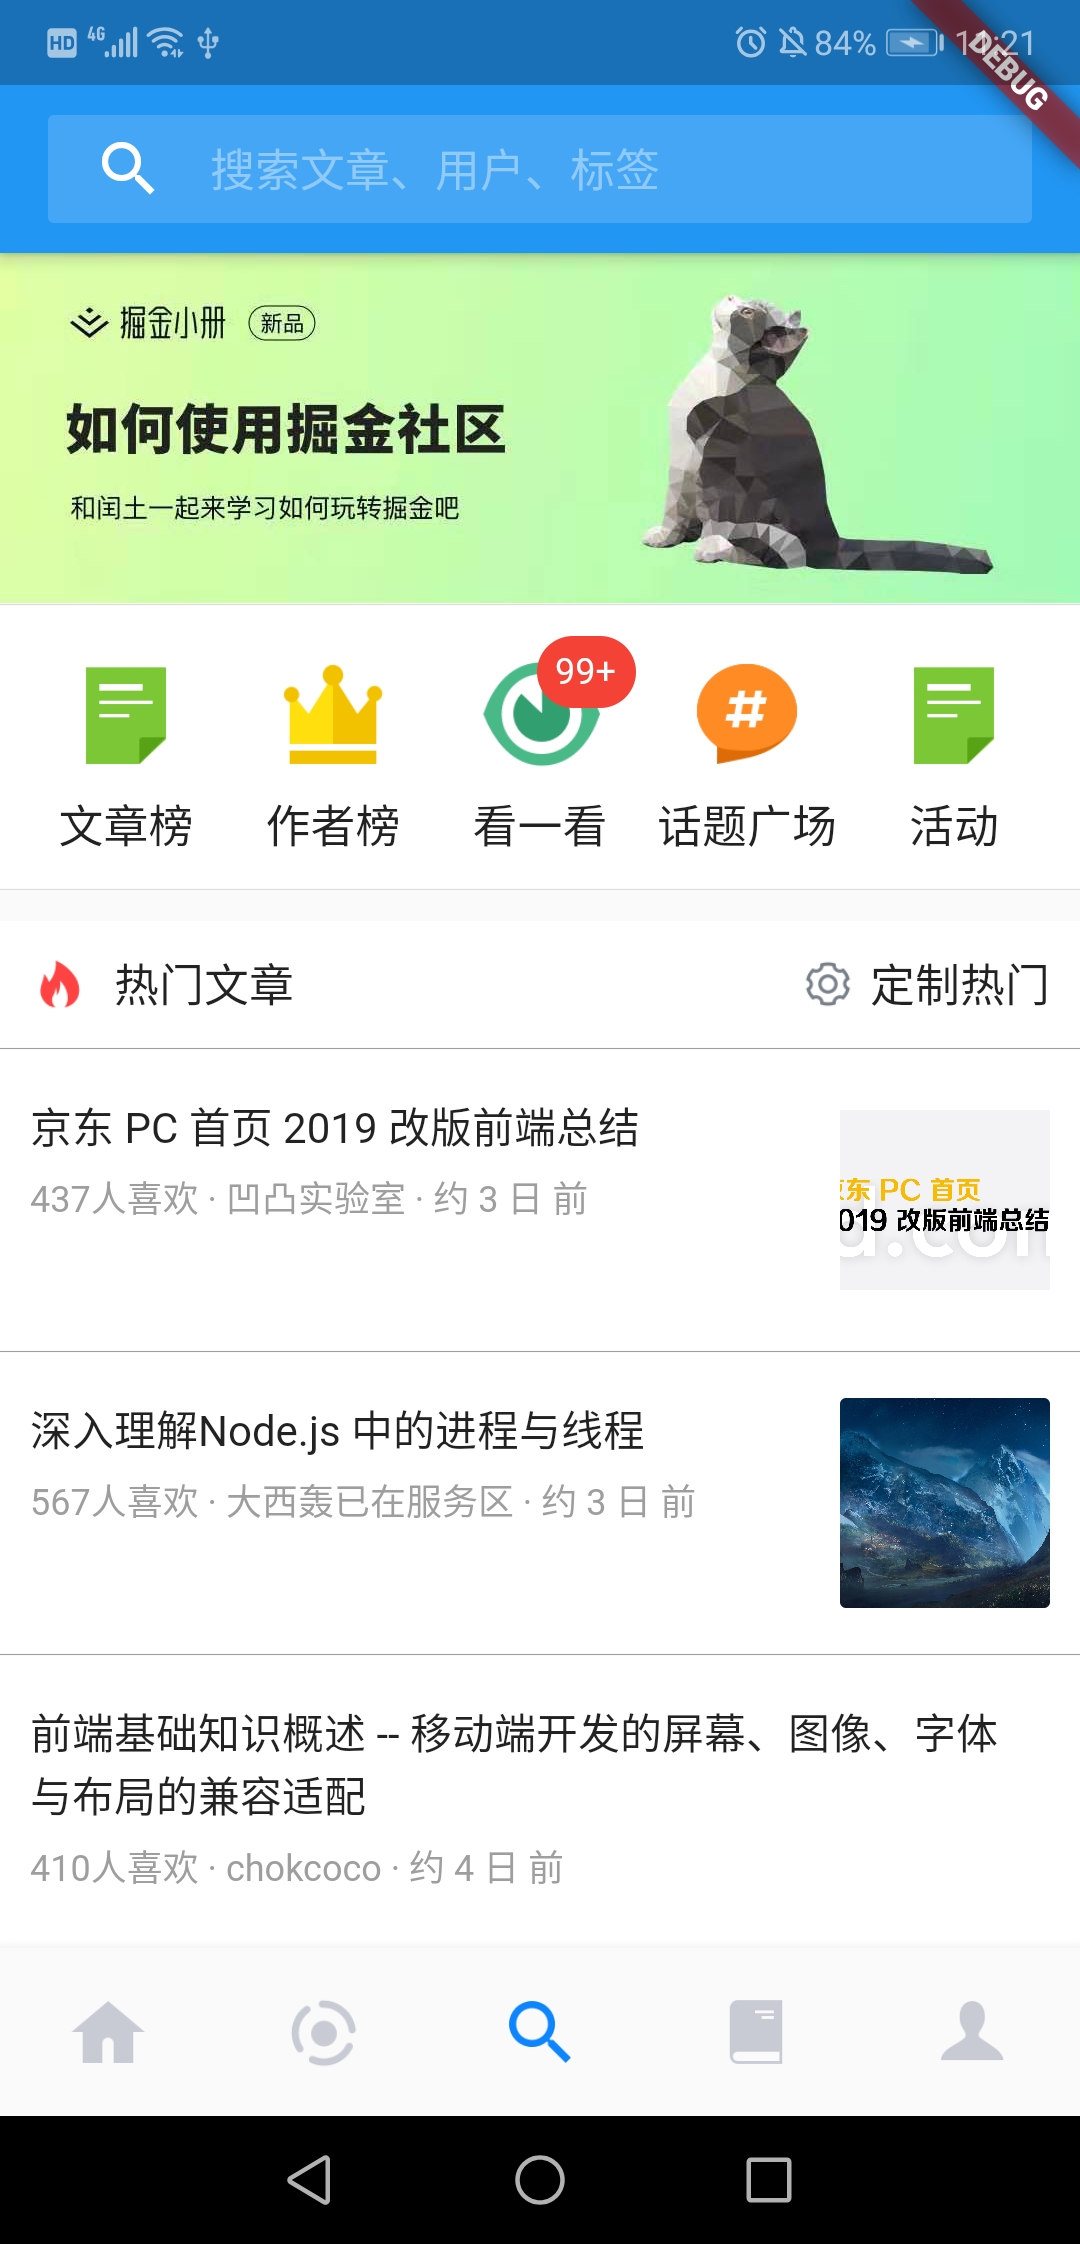 HD 4G 84% 11:21
DEBUG
搜索文章、用户、标签
掘金小册 新品
如何使用掘金社区
和闰土一起来学习如何玩转掘金吧
99+
#
文章榜 作者榜 看一看 话题广场 活动
热门文章 定制热门
京东 PC 首页 2019 改版前端总结
437人喜欢 · 凹凸实验室 · 约 3 日 前
京东 PC 首页
2019 改版前端总结
d.com
深入理解Node.js 中的进程与线程
567人喜欢 · 大西轰已在服务区 · 约 3 日 前
前端基础知识概述 -- 移动端开发的屏幕、图像、字体
与布局的兼容适配
410人喜欢 · chokcoco · 约 4 日 前